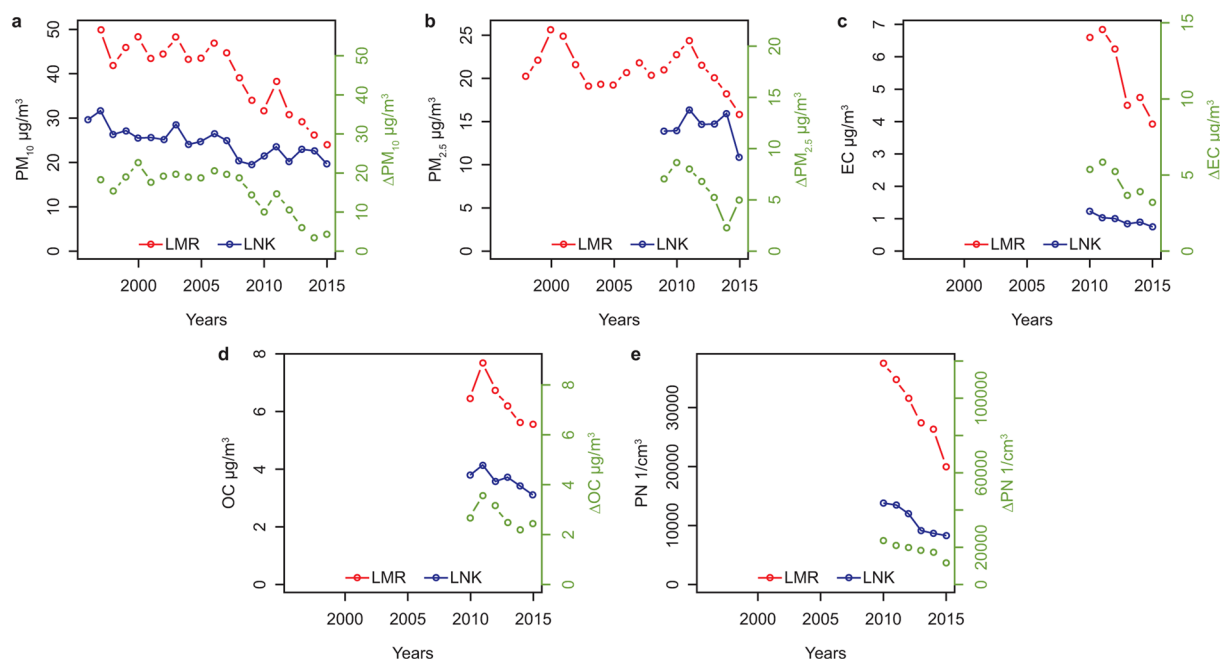 a
PM₁₀ µg/m³
0 10 20 30 40 50
LMR LNK
2000 2005 2010 2015
Years
0 10 20 30 40 50
ΔPM₁₀ µg/m³
b
PM₂.₅ µg/m³
0 5 10 15 20 25
LMR LNK
2000 2005 2010 2015
Years
0 5 10 15 20
ΔPM₂.₅ µg/m³
c
EC µg/m³
0 1 2 3 4 5 6 7
LMR LNK
2000 2005 2010 2015
Years
0 5 10 15
ΔEC µg/m³
d
OC µg/m³
0 2 4 6 8
LMR LNK
2000 2005 2010 2015
Years
0 2 4 6 8
ΔOC µg/m³
e
PN 1/cm³
0 10000 20000 30000
LMR LNK
2000 2005 2010 2015
Years
0 20000 60000 100000
ΔPN 1/cm³